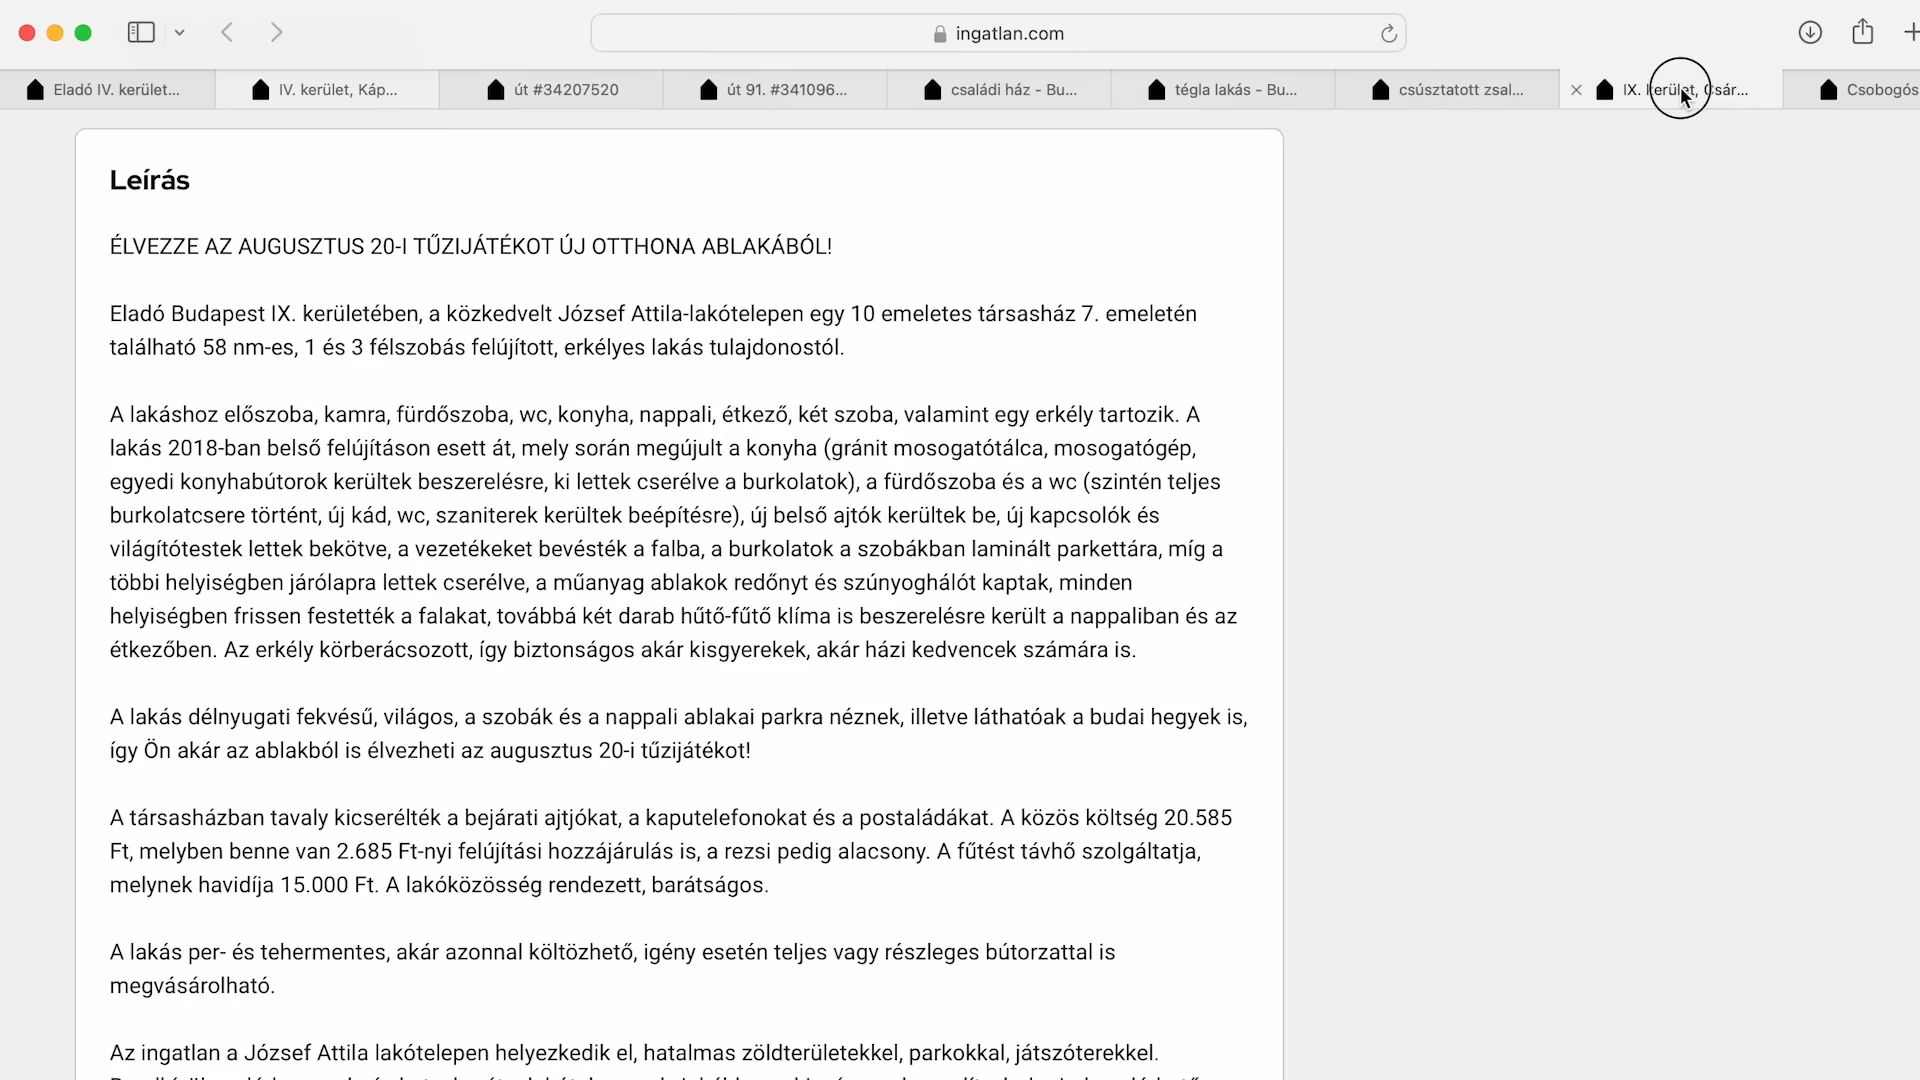 ingatlan.com
Eladó IV. kerület...
IV. kerület, Káp...
út #34207520
út 91. #341096...
családi ház - Bu...
tégla lakás - Bu...
csúsztatott zsal...
IX. kerület, Csár...
Csobogós
Leírás
ÉLVEZZE AZ AUGUSZTUS 20-I TŰZIJÁTÉKOT ÚJ OTTHONA ABLAKÁBÓL!
Eladó Budapest IX. kerületében, a közkedvelt József Attila-lakótelepen egy 10 emeletes társasház 7. emeletén
található 58 nm-es, 1 és 3 félszobás felújított, erkélyes lakás tulajdonostól.
A lakáshoz előszoba, kamra, fürdőszoba, wc, konyha, nappali, étkező, két szoba, valamint egy erkély tartozik. A
lakás 2018-ban belső felújításon esett át, mely során megújult a konyha (gránit mosogatótálca, mosogatógép,
egyedi konyhabútorok kerültek beszerelésre, ki lettek cserélve a burkolatok), a fürdőszoba és a wc (szintén teljes
burkolatcsere történt, új kád, wc, szaniterek kerültek beépítésre), új belső ajtók kerültek be, új kapcsolók és
világítótestek lettek bekötve, a vezetékeket bevésték a falba, a burkolatok a szobákban laminált parkettára, míg a
többi helyiségben járólapra lettek cserélve, a műanyag ablakok redőnyt és szúnyoghálót kaptak, minden
helyiségben frissen festették a falakat, továbbá két darab hűtő-fűtő klíma is beszerelésre került a nappaliban és az
étkezőben. Az erkély körberácsozott, így biztonságos akár kisgyerekek, akár házi kedvencek számára is.
A lakás délnyugati fekvésű, világos, a szobák és a nappali ablakai parkra néznek, illetve láthatóak a budai hegyek is,
így Ön akár az ablakból is élvezheti az augusztus 20-i tűzijátékot!
A társasházban tavaly kicserélték a bejárati ajtjókat, a kaputelefonokat és a postaládákat. A közös költség 20.585
Ft, melyben benne van 2.685 Ft-nyi felújítási hozzájárulás is, a rezsi pedig alacsony. A fűtést távhő szolgáltatja,
melynek havidíja 15.000 Ft. A lakóközösség rendezett, barátságos.
A lakás per- és tehermentes, akár azonnal költözhető, igény esetén teljes vagy részleges bútorzattal is
megvásárolható.
Az ingatlan a József Attila lakótelepen helyezkedik el, hatalmas zöldterületekkel, parkokkal, játszóterekkel.